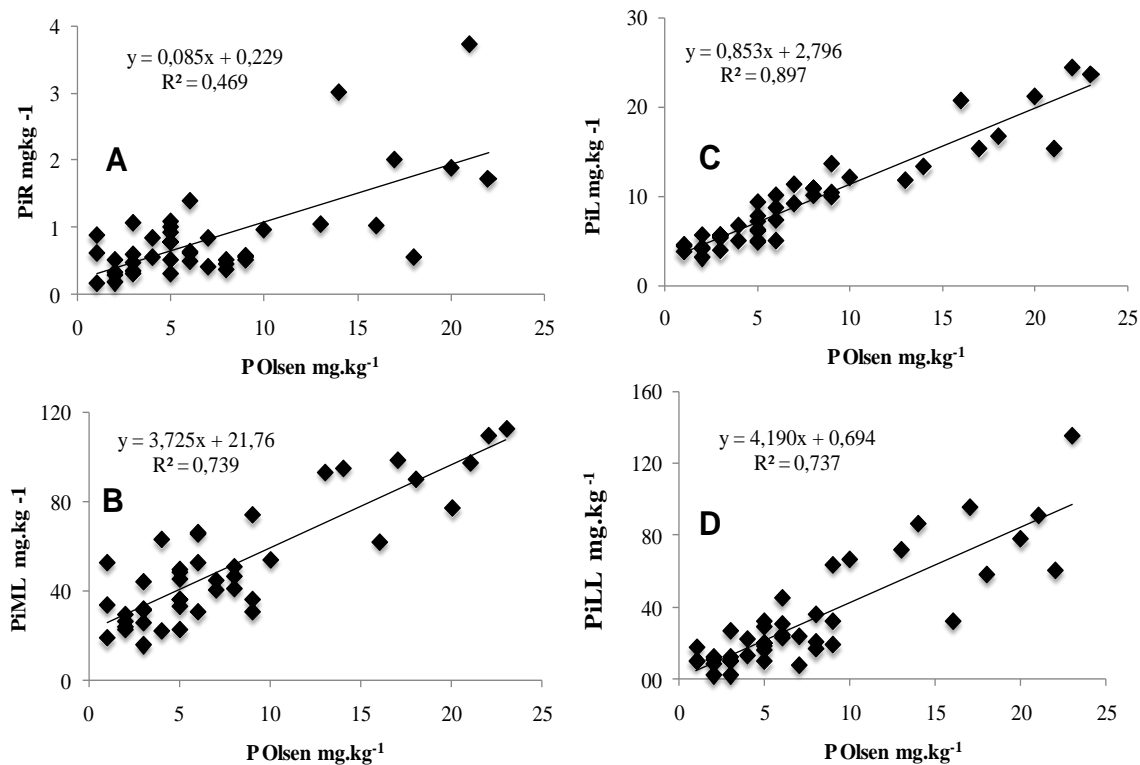 4
y = 0,085x + 0,229
R² = 0,469
3
A
2
PiR mgkg -1
1
0
0 5 10 15 20 25
P Olsen mg.kg-1
30
y = 0,853x + 2,796
R² = 0,897
20
C
PiL mg.kg -1
10
0
0 5 10 15 20 25
P Olsen mg.kg-1
120
y = 3,725x + 21,76
R² = 0,739
80
B
PiML mg.kg -1
40
0
0 5 10 15 20 25
P Olsen mg.kg-1
160
y = 4,190x + 0,694
R² = 0,737
120
D
80
PiLL mg.kg-1
40
00
0 5 10 15 20 25
P Olsen mg.kg-1